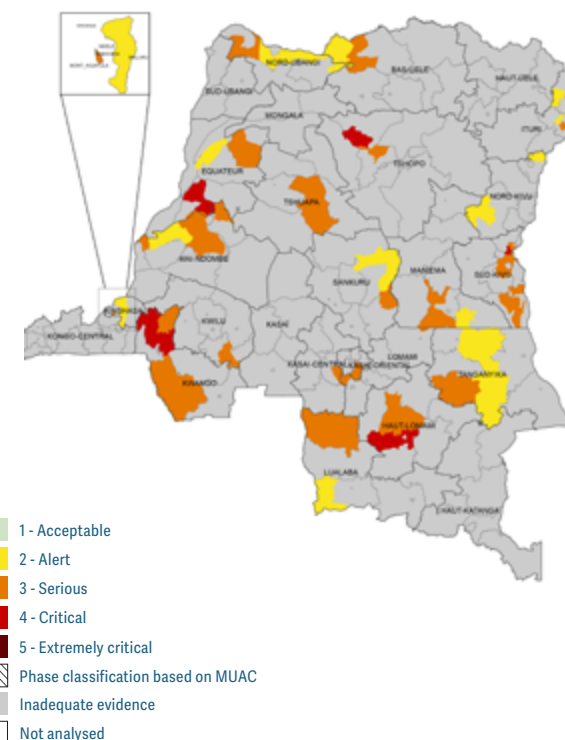 NORD-UBANGI
BAS-UELE
HAUT-UELE
SUD-UBANGI
MONGALA
ITURI
TSHOPO
EQUATEUR
NORD-KIVU
TSHUAPA
MAI-NDOMBE
MANIEMA
SUD-KIVU
SANKURU
KINSHASA
KWILU
KASAI
KONGO-CENTRAL
LOMAMI
KASAI-CENTRAL
TANGANYIKA
KWANGO
HAUT-LOMAMI
LUALABA
HAUT-KATANGA
1 - Acceptable
2 - Alert
3 - Serious
4 - Critical
5 - Extremely critical
Phase classification based on MUAC
Inadequate evidence
Not analysed